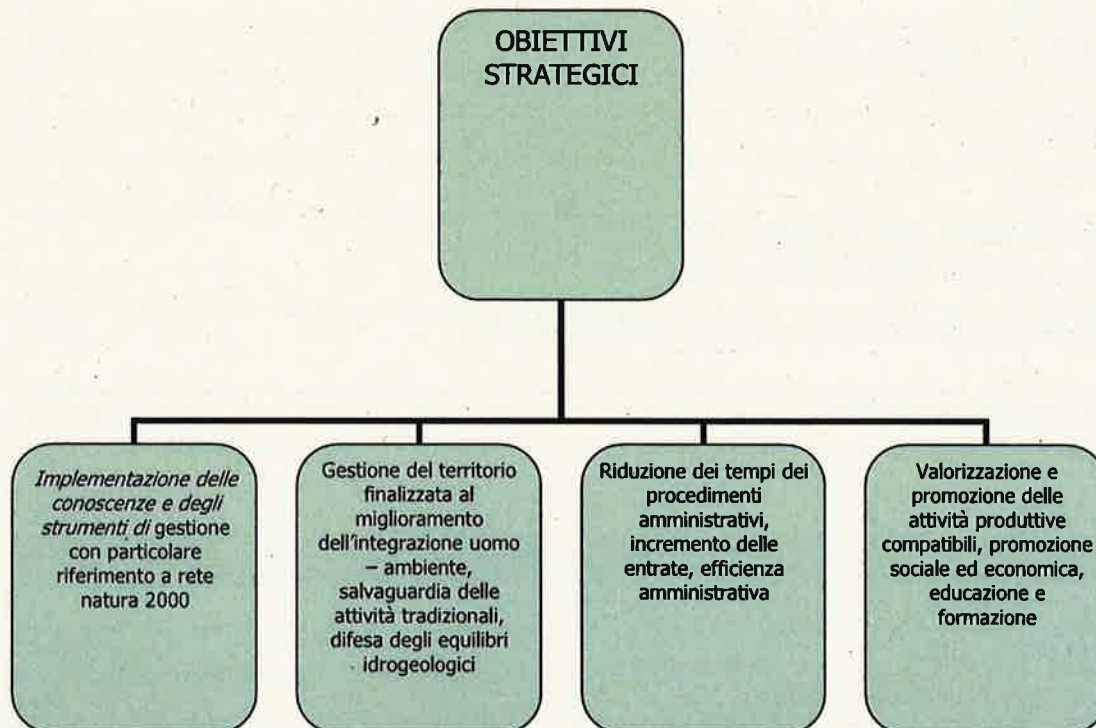 OBIETTIVI
STRATEGICI
Implementazione delle
conoscenze e degli
strumenti di gestione
con particolare
riferimento a rete
natura 2000
Gestione del territorio
finalizzata al
miglioramento
dell'integrazione uomo
– ambiente,
salvaguardia delle
attività tradizionali,
difesa degli equilibri
idrogeologici
Riduzione dei tempi dei
procedimenti
amministrativi,
incremento delle
entrate, efficienza
amministrativa
Valorizzazione e
promozione delle
attività produttive
compatibili, promozione
sociale ed economica,
educazione e
formazione